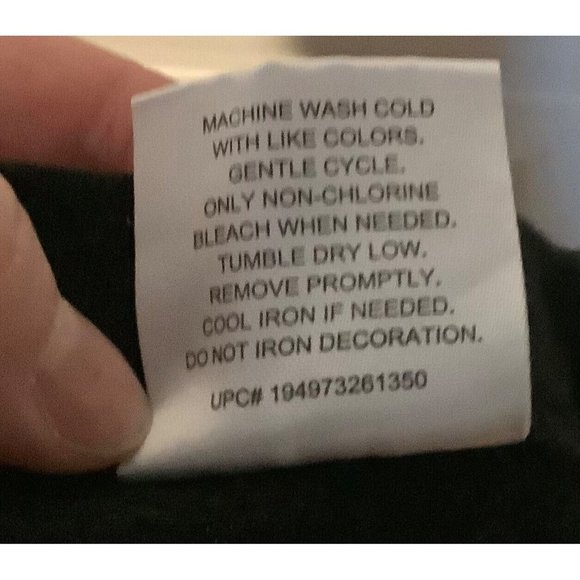 MACHINE WASH COLD
WITH LIKE COLORS.
GENTLE CYCLE.
ONLY NON-CHLORINE
BLEACH WHEN NEEDED.
TUMBLE DRY LOW.
REMOVE PROMPTLY.
COOL IRON IF NEEDED.
DO NOT IRON DECORATION.
UPC# 194973261350